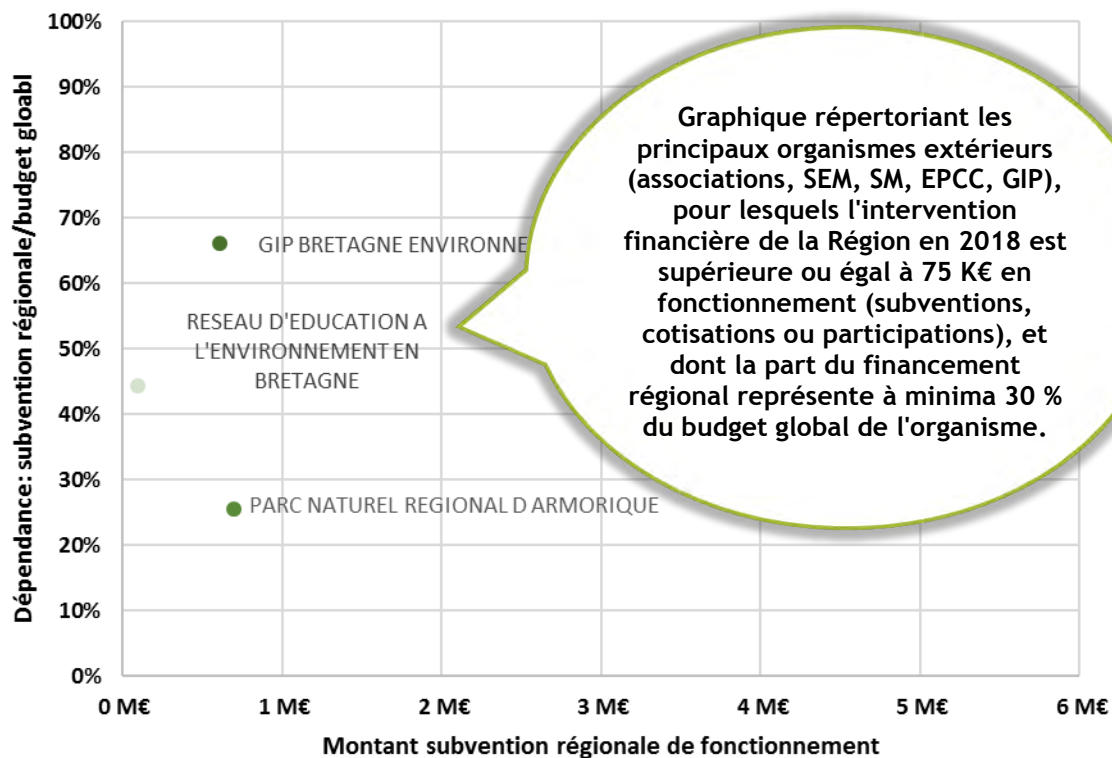 Dépendance: subvention régionale/budget gloabl
100%
90%
80%
70%
60%
50%
40%
30%
20%
10%
0%
GIP BRETAGNE ENVIRONNE
RESEAU D'EDUCATION A
L'ENVIRONNEMENT EN
BRETAGNE
PARC NATUREL REGIONAL D ARMORIQUE
Graphique répertoriant les
principaux organismes extérieurs
(associations, SEM, SM, EPCC, GIP),
pour lesquels l'intervention
financière de la Région en 2018 est
supérieure ou égal à 75 K€ en
fonctionnement (subventions,
cotisations ou participations), et
dont la part du financement
régional représente à minima 30 %
du budget global de l'organisme.
0 M€ 1 M€ 2 M€ 3 M€ 4 M€ 5 M€ 6 M€
Montant subvention régionale de fonctionnement